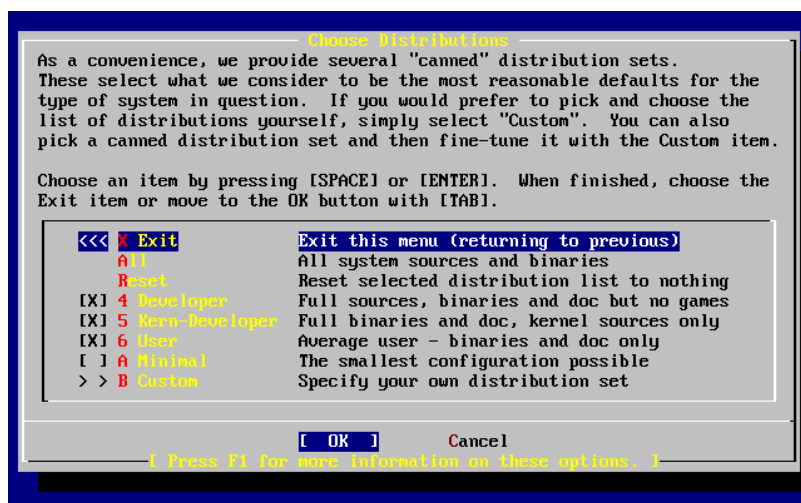 Choose Distributions
As a convenience, we provide several "canned" distribution sets.
These select what we consider to be the most reasonable defaults for the
type of system in question.  If you would prefer to pick and choose the
list of distributions yourself, simply select "Custom".  You can also
pick a canned distribution set and then fine-tune it with the Custom item.
Choose an item by pressing [SPACE] or [ENTER].  When finished, choose the
Exit item or move to the OK button with [TAB].
<<< X Exit Exit this menu (returning to previous)
All All system sources and binaries
Reset Reset selected distribution list to nothing
[X] 4 Developer Full sources, binaries and doc but no games
[X] 5 Kern-Developer Full binaries and doc, kernel sources only
[X] 6 User Average user - binaries and doc only
[ ] A Minimal The smallest configuration possible
> > B Custom Specify your own distribution set
[ OK ] Cancel
[ Press F1 for more information on these options. ]